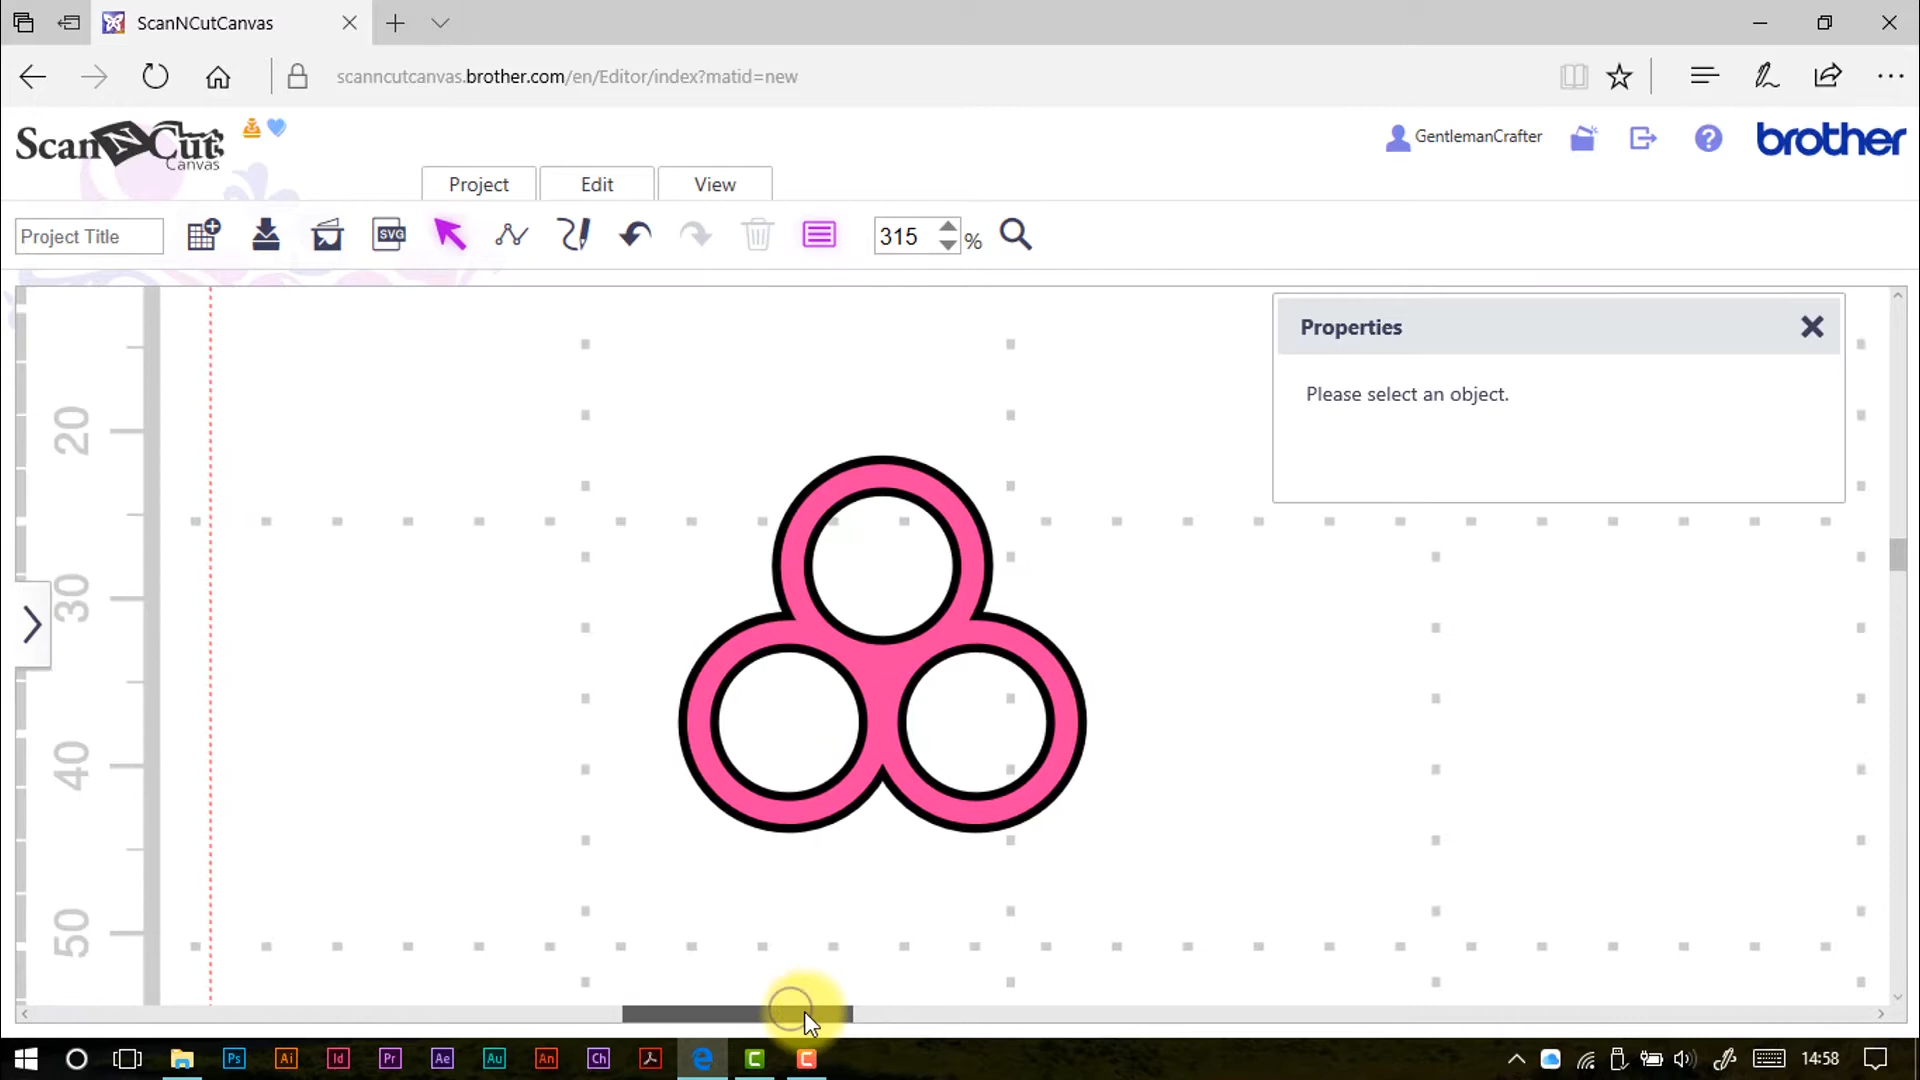 ScanNCutCanvas
scanncutcanvas.brother.com/en/Editor/index?matid=new
ScanNCut
Canvas
GentlemanCrafter
?
brother
Project
Edit
View
Project Title
SVG
315
%
Properties
Please select an object.
20
30
40
50
Ps
Ai
Id
Pr
Ae
Au
An
Ch
C
C
14:58